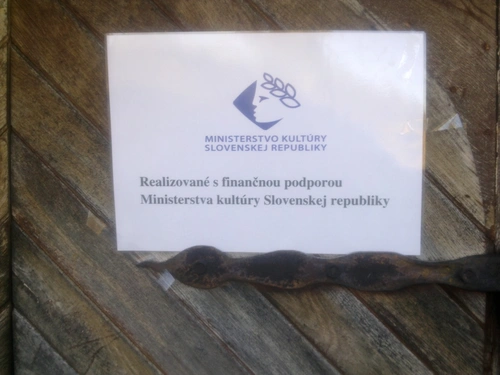 MINISTERSTVO KULTÚRY
SLOVENSKEJ REPUBLIKY
Realizované s finančnou podporou
Ministerstva kultúry Slovenskej republiky